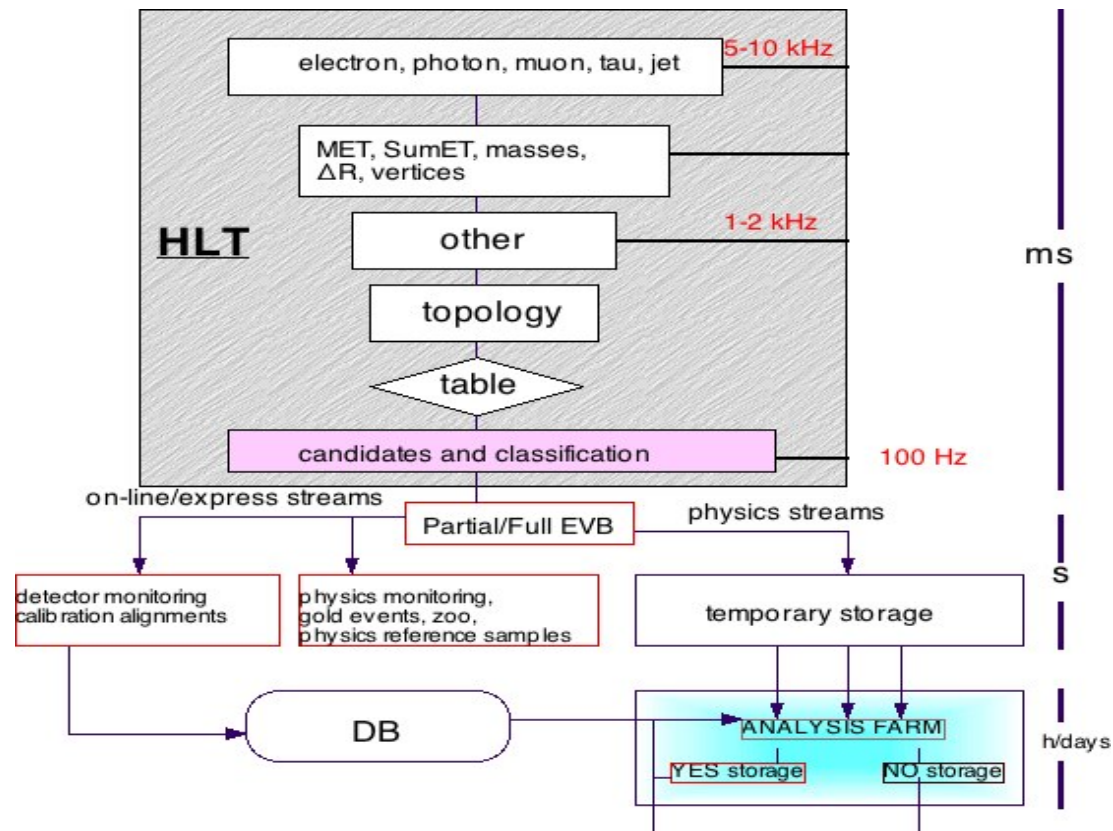 5-10 kHz
electron, photon, muon, tau, jet
MET, SumET, masses,
ΔR, vertices
1-2 kHz
HLT
other
ms
topology
table
candidates and classification
100 Hz
on-line/express streams
Partial/Full EVB
physics streams
s
detector monitoring
calibration alignments
physics monitoring,
gold events, zoo,
physics reference samples
temporary storage
DB
ANALYSIS FARM
h/days
YES storage
NO storage